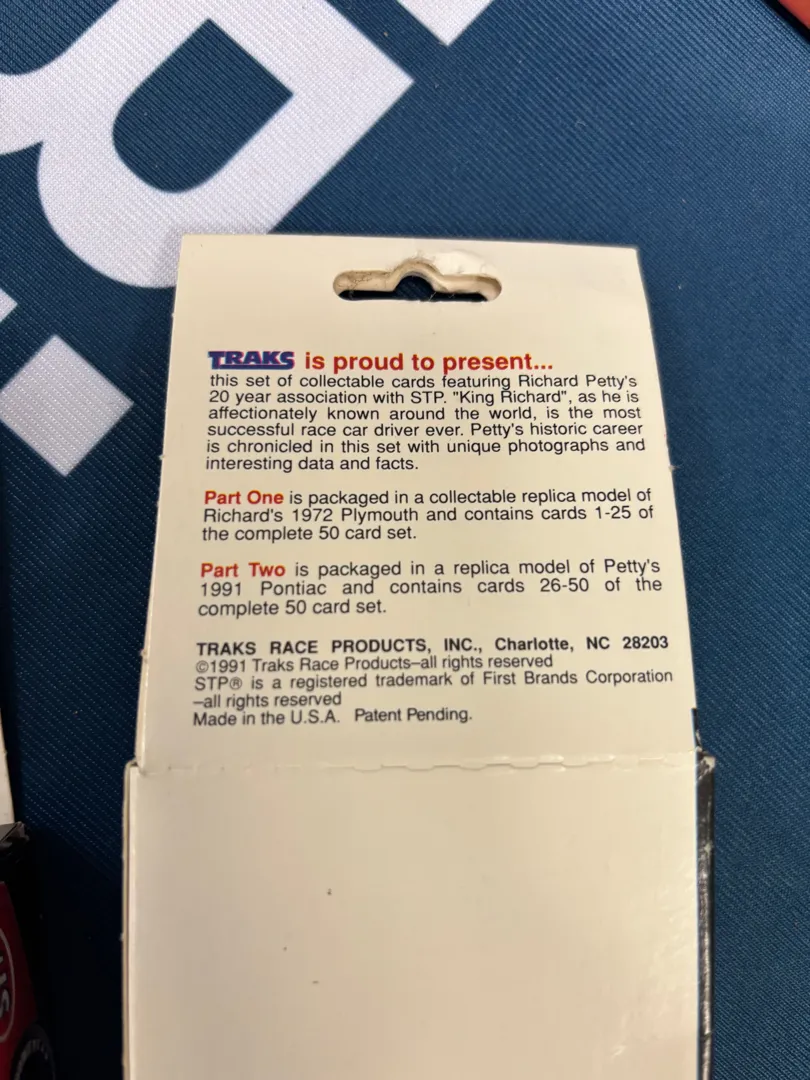 TRAKS is proud to present...
this set of collectable cards featuring Richard Petty's
20 year association with STP. "King Richard", as he is
affectionately known around the world, is the most
successful race car driver ever. Petty's historic career
is chronicled in this set with unique photographs and
interesting data and facts.
Part One is packaged in a collectable replica model of
Richard's 1972 Plymouth and contains cards 1-25 of
the complete 50 card set.
Part Two is packaged in a replica model of Petty's
1991 Pontiac and contains cards 26-50 of the
complete 50 card set.
TRAKS RACE PRODUCTS, INC., Charlotte, NC 28203
©1991 Traks Race Products–all rights reserved
STP® is a registered trademark of First Brands Corporation
–all rights reserved
Made in the U.S.A. Patent Pending.